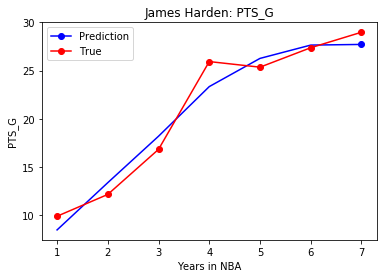 James Harden: PTS_G
Prediction
True
PTS_G
30
25
20
15
10
1 2 3 4 5 6 7
Years in NBA